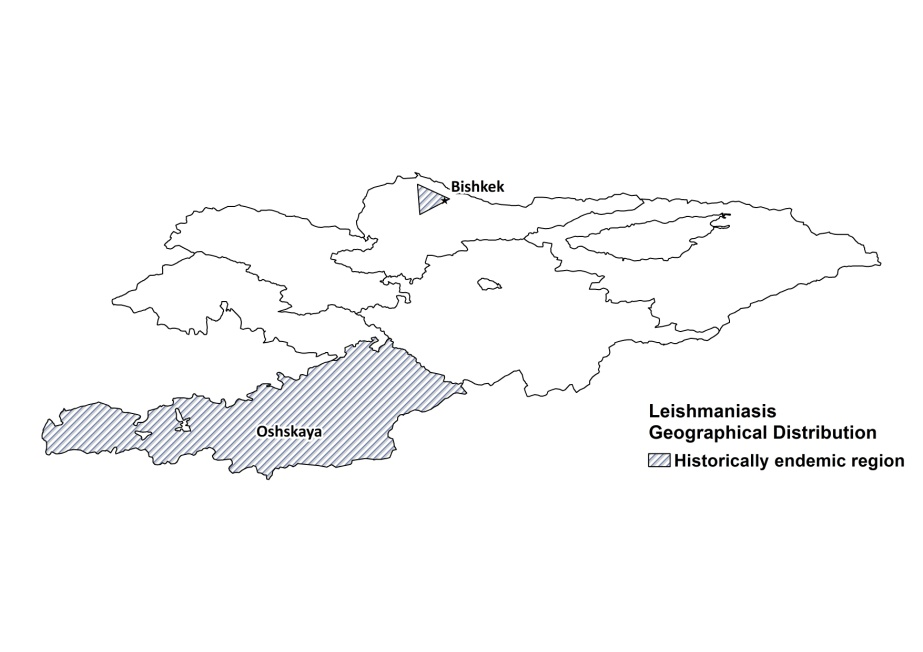 Bishkek
Oshskaya
Leishmaniasis
Geographical Distribution
Historically endemic region